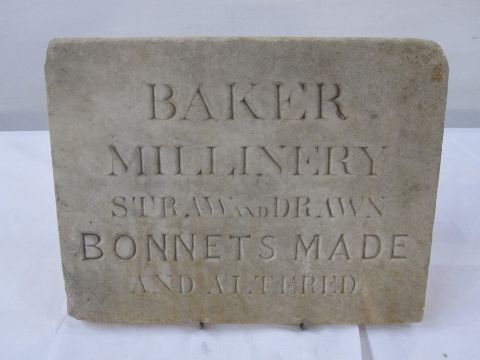 BAKER
MILLINERY
STRAW AND DRAWN
BONNETS MADE
AND ALTERED